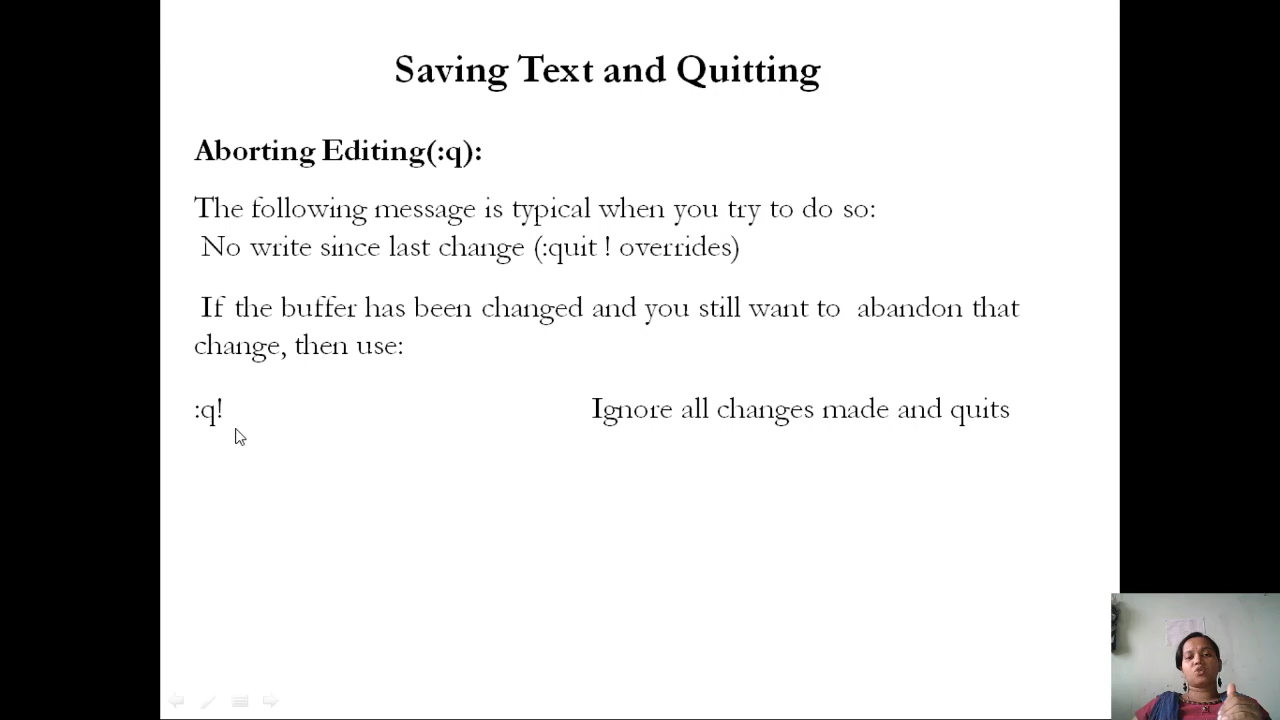 Saving Text and Quitting
Aborting Editing(:q):
The following message is typical when you try to do so:
No write since last change (:quit ! overrides)
If the buffer has been changed and you still want to  abandon that
change, then use:
:q! Ignore all changes made and quits